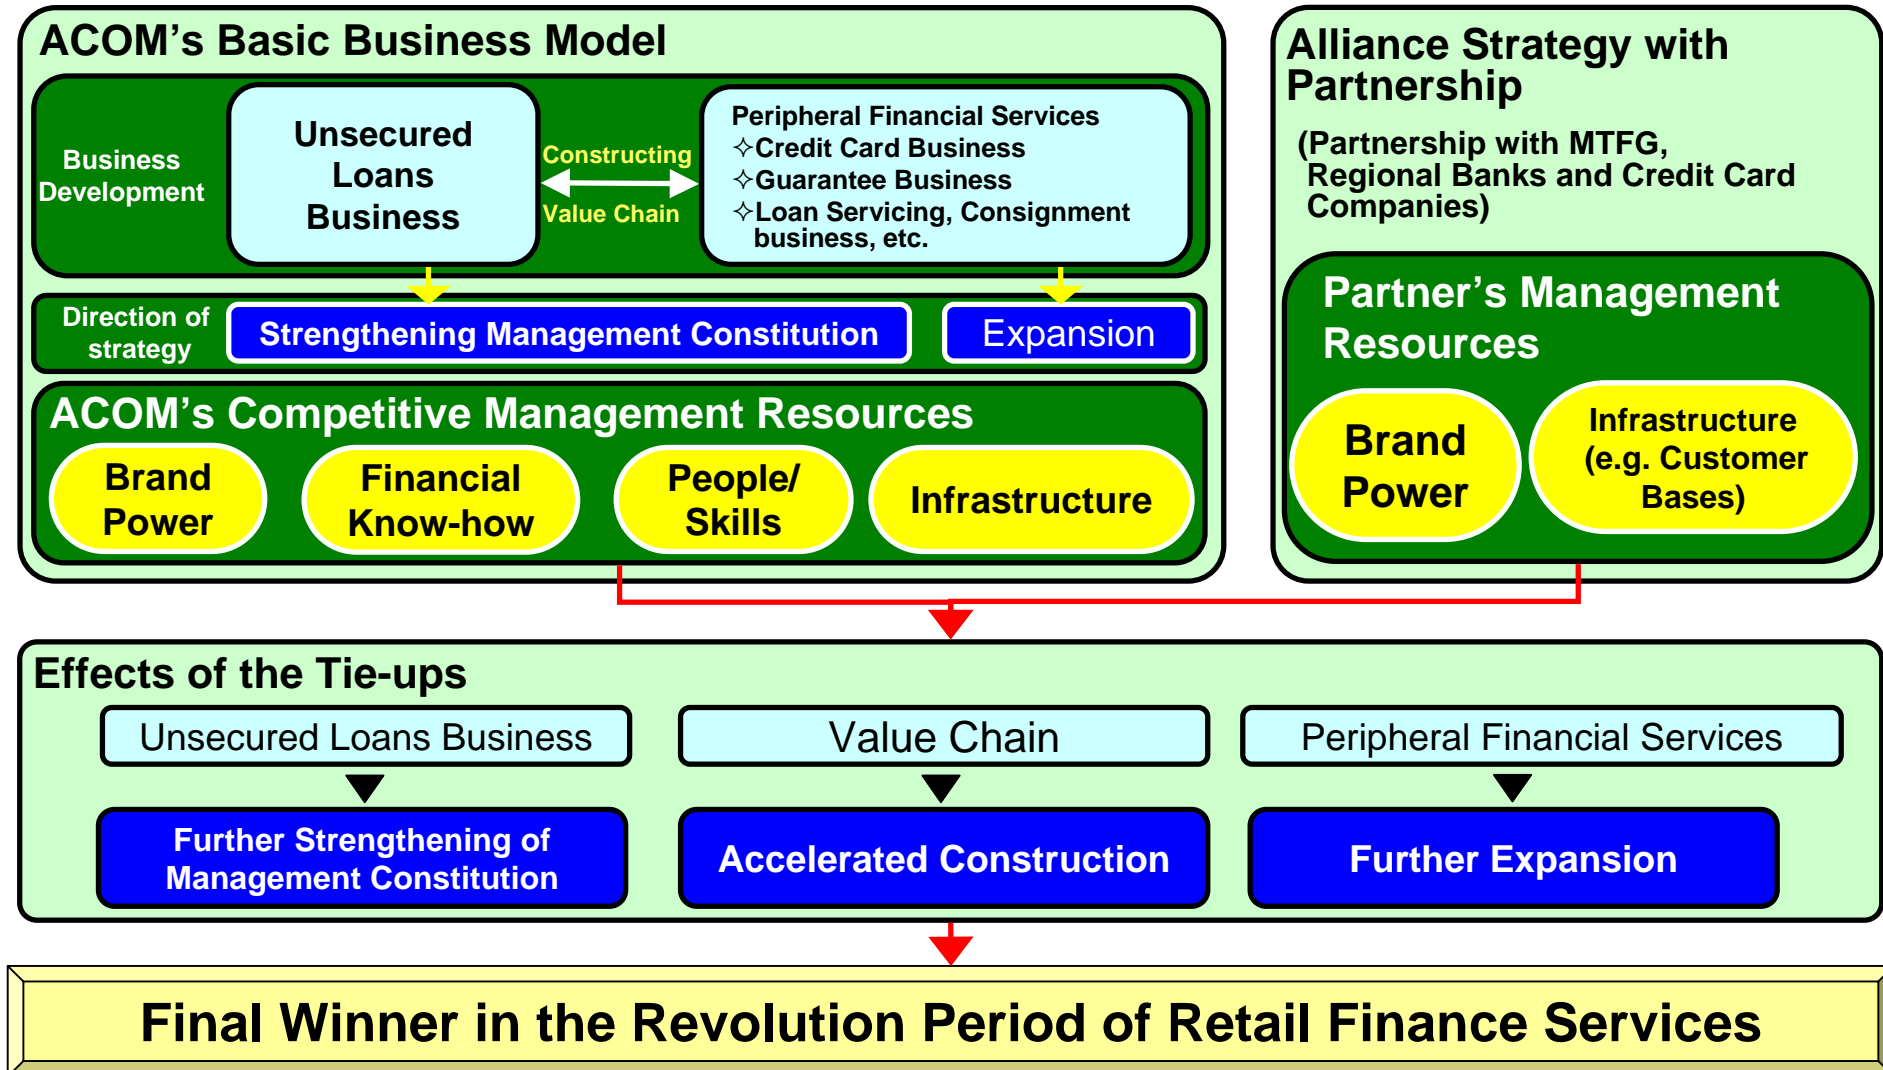 ACOM’s Basic Business Model
Business
Development
Unsecured
Loans
Business
Constructing
Value Chain
Peripheral Financial Services
✧Credit Card Business
✧Guarantee Business
✧Loan Servicing, Consignment
business, etc.
Direction of
strategy
Strengthening Management Constitution
Expansion
ACOM’s Competitive Management Resources
Brand
Power
Financial
Know-how
People/
Skills
Infrastructure
Alliance Strategy with
Partnership
(Partnership with MTFG,
Regional Banks and Credit Card
Companies)
Partner’s Management
Resources
Brand
Power
Infrastructure
(e.g. Customer
Bases)
Effects of the Tie-ups
Unsecured Loans Business
Value Chain
Peripheral Financial Services
Further Strengthening of
Management Constitution
Accelerated Construction
Further Expansion
Final Winner in the Revolution Period of Retail Finance Services